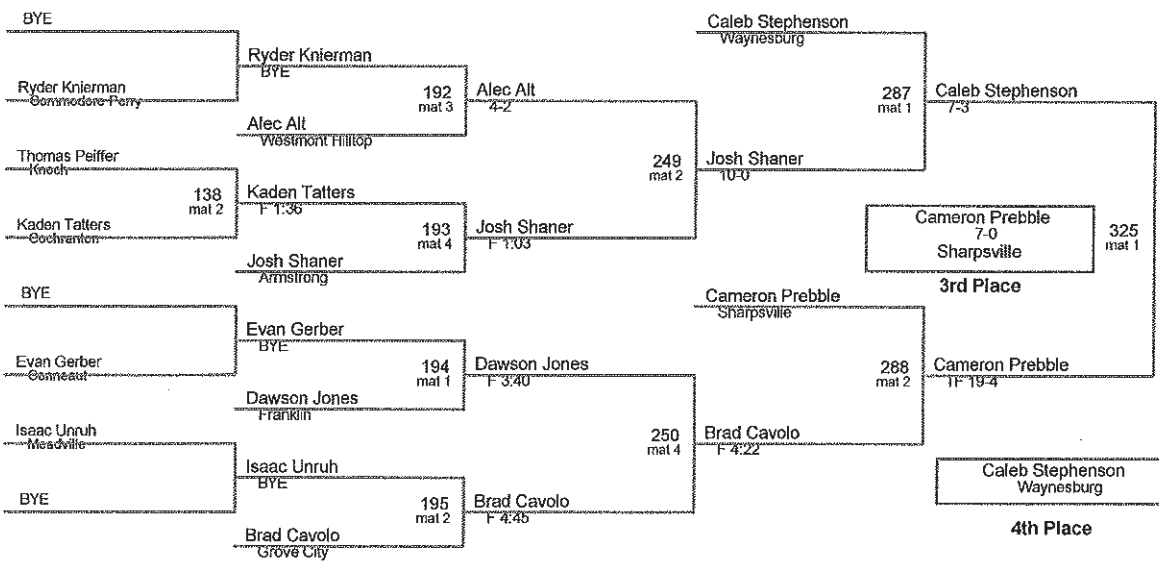 BYE
Ryder Knierman
Commodore Perry
Ryder Knierman
BYE
192
mat 3
Alec Alt
Westmont Hilltop
Alec Alt
4-2
Thomas Peiffer
Knoch
138
mat 2
Kaden Tatters
Cochranton
Kaden Tatters
F 1:36
193
mat 4
Josh Shaner
Armstrong
Josh Shaner
F 1:03
249
mat 2
Josh Shaner
10-0
Caleb Stephenson
Waynesburg
287
mat 1
Caleb Stephenson
7-3
BYE
Evan Gerber
Conneaut
Evan Gerber
BYE
194
mat 1
Dawson Jones
Franklin
Dawson Jones
F 3:40
Isaac Unruh
Meadville
BYE
Isaac Unruh
BYE
195
mat 2
Brad Cavolo
Grove City
Brad Cavolo
F 4:45
250
mat 4
Brad Cavolo
F 4:22
Cameron Prebble
Sharpsville
288
mat 2
Cameron Prebble
TF 19-4
325
mat 1
Cameron Prebble
7-0
Sharpsville
3rd Place
Caleb Stephenson
Waynesburg
4th Place